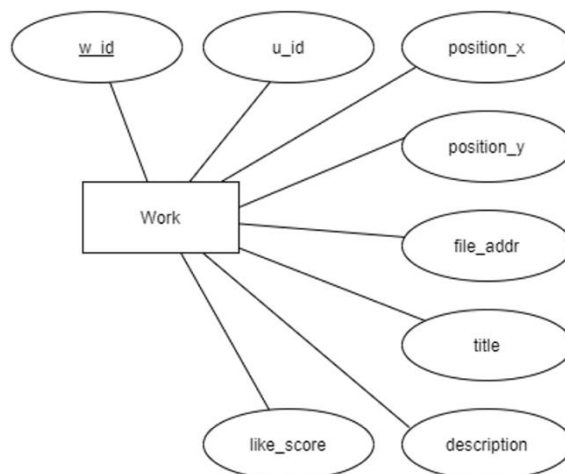 w_id
u_id
position_x
position_y
Work
file_addr
title
like_score
description